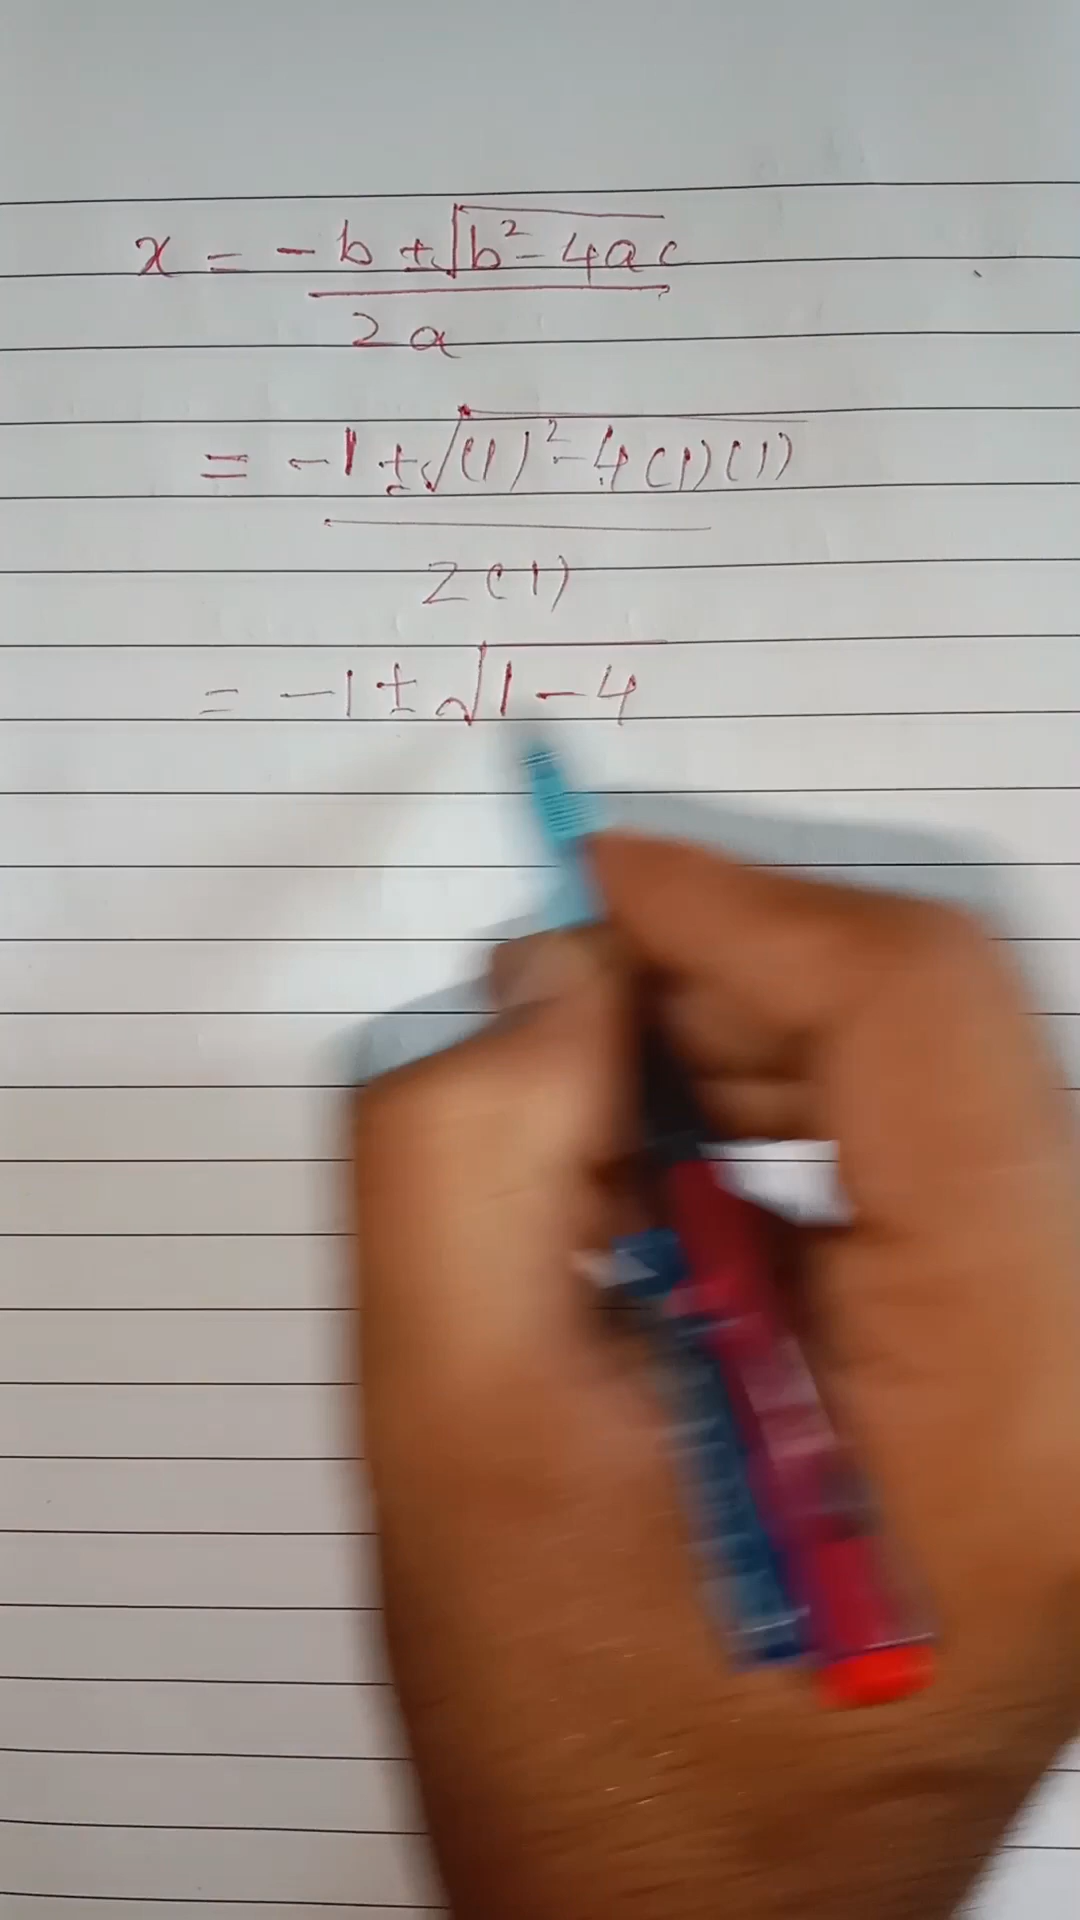 x = -b ±√b² - 4ac
2a
= -1 ±√(1)² - 4(1)(1)
2(1)
= -1 ± √1 - 4